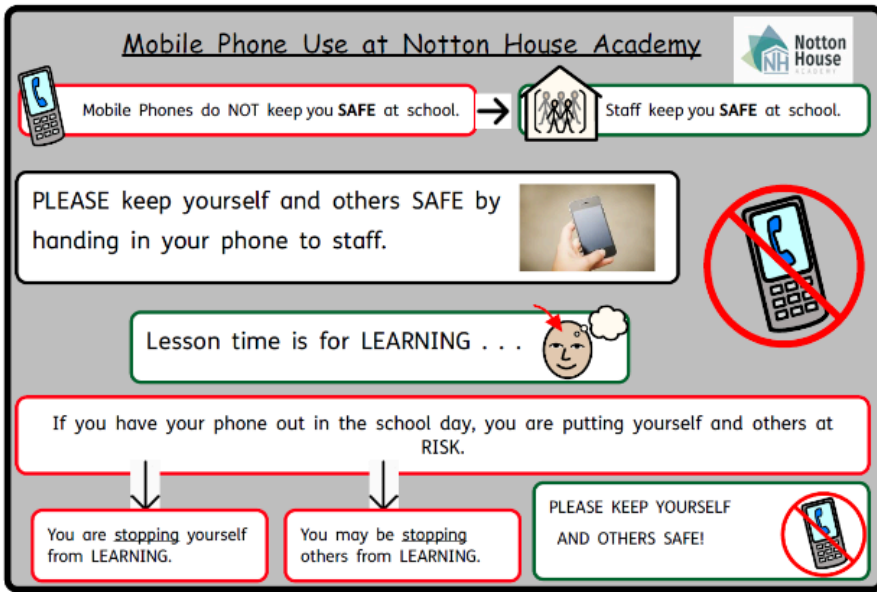 Mobile Phone Use at Notton House Academy
NH
Notton
House
ACADEMY
Mobile Phones do NOT keep you SAFE at school.
Staff keep you SAFE at school.
PLEASE keep yourself and others SAFE by
handing in your phone to staff.
Lesson time is for LEARNING . . .
If you have your phone out in the school day, you are putting yourself and others at
RISK.
You are stopping yourself
from LEARNING.
You may be stopping
others from LEARNING.
PLEASE KEEP YOURSELF
AND OTHERS SAFE!